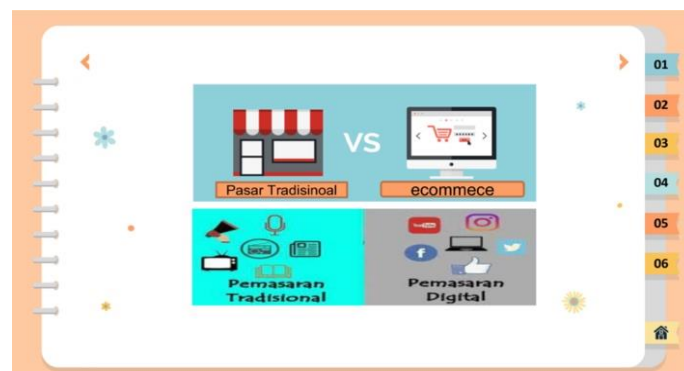 VS
Pasar Tradisinoal
ecommece
Pemasaran
Tradisional
Pemasaran
Digital
01
02
03
04
05
06